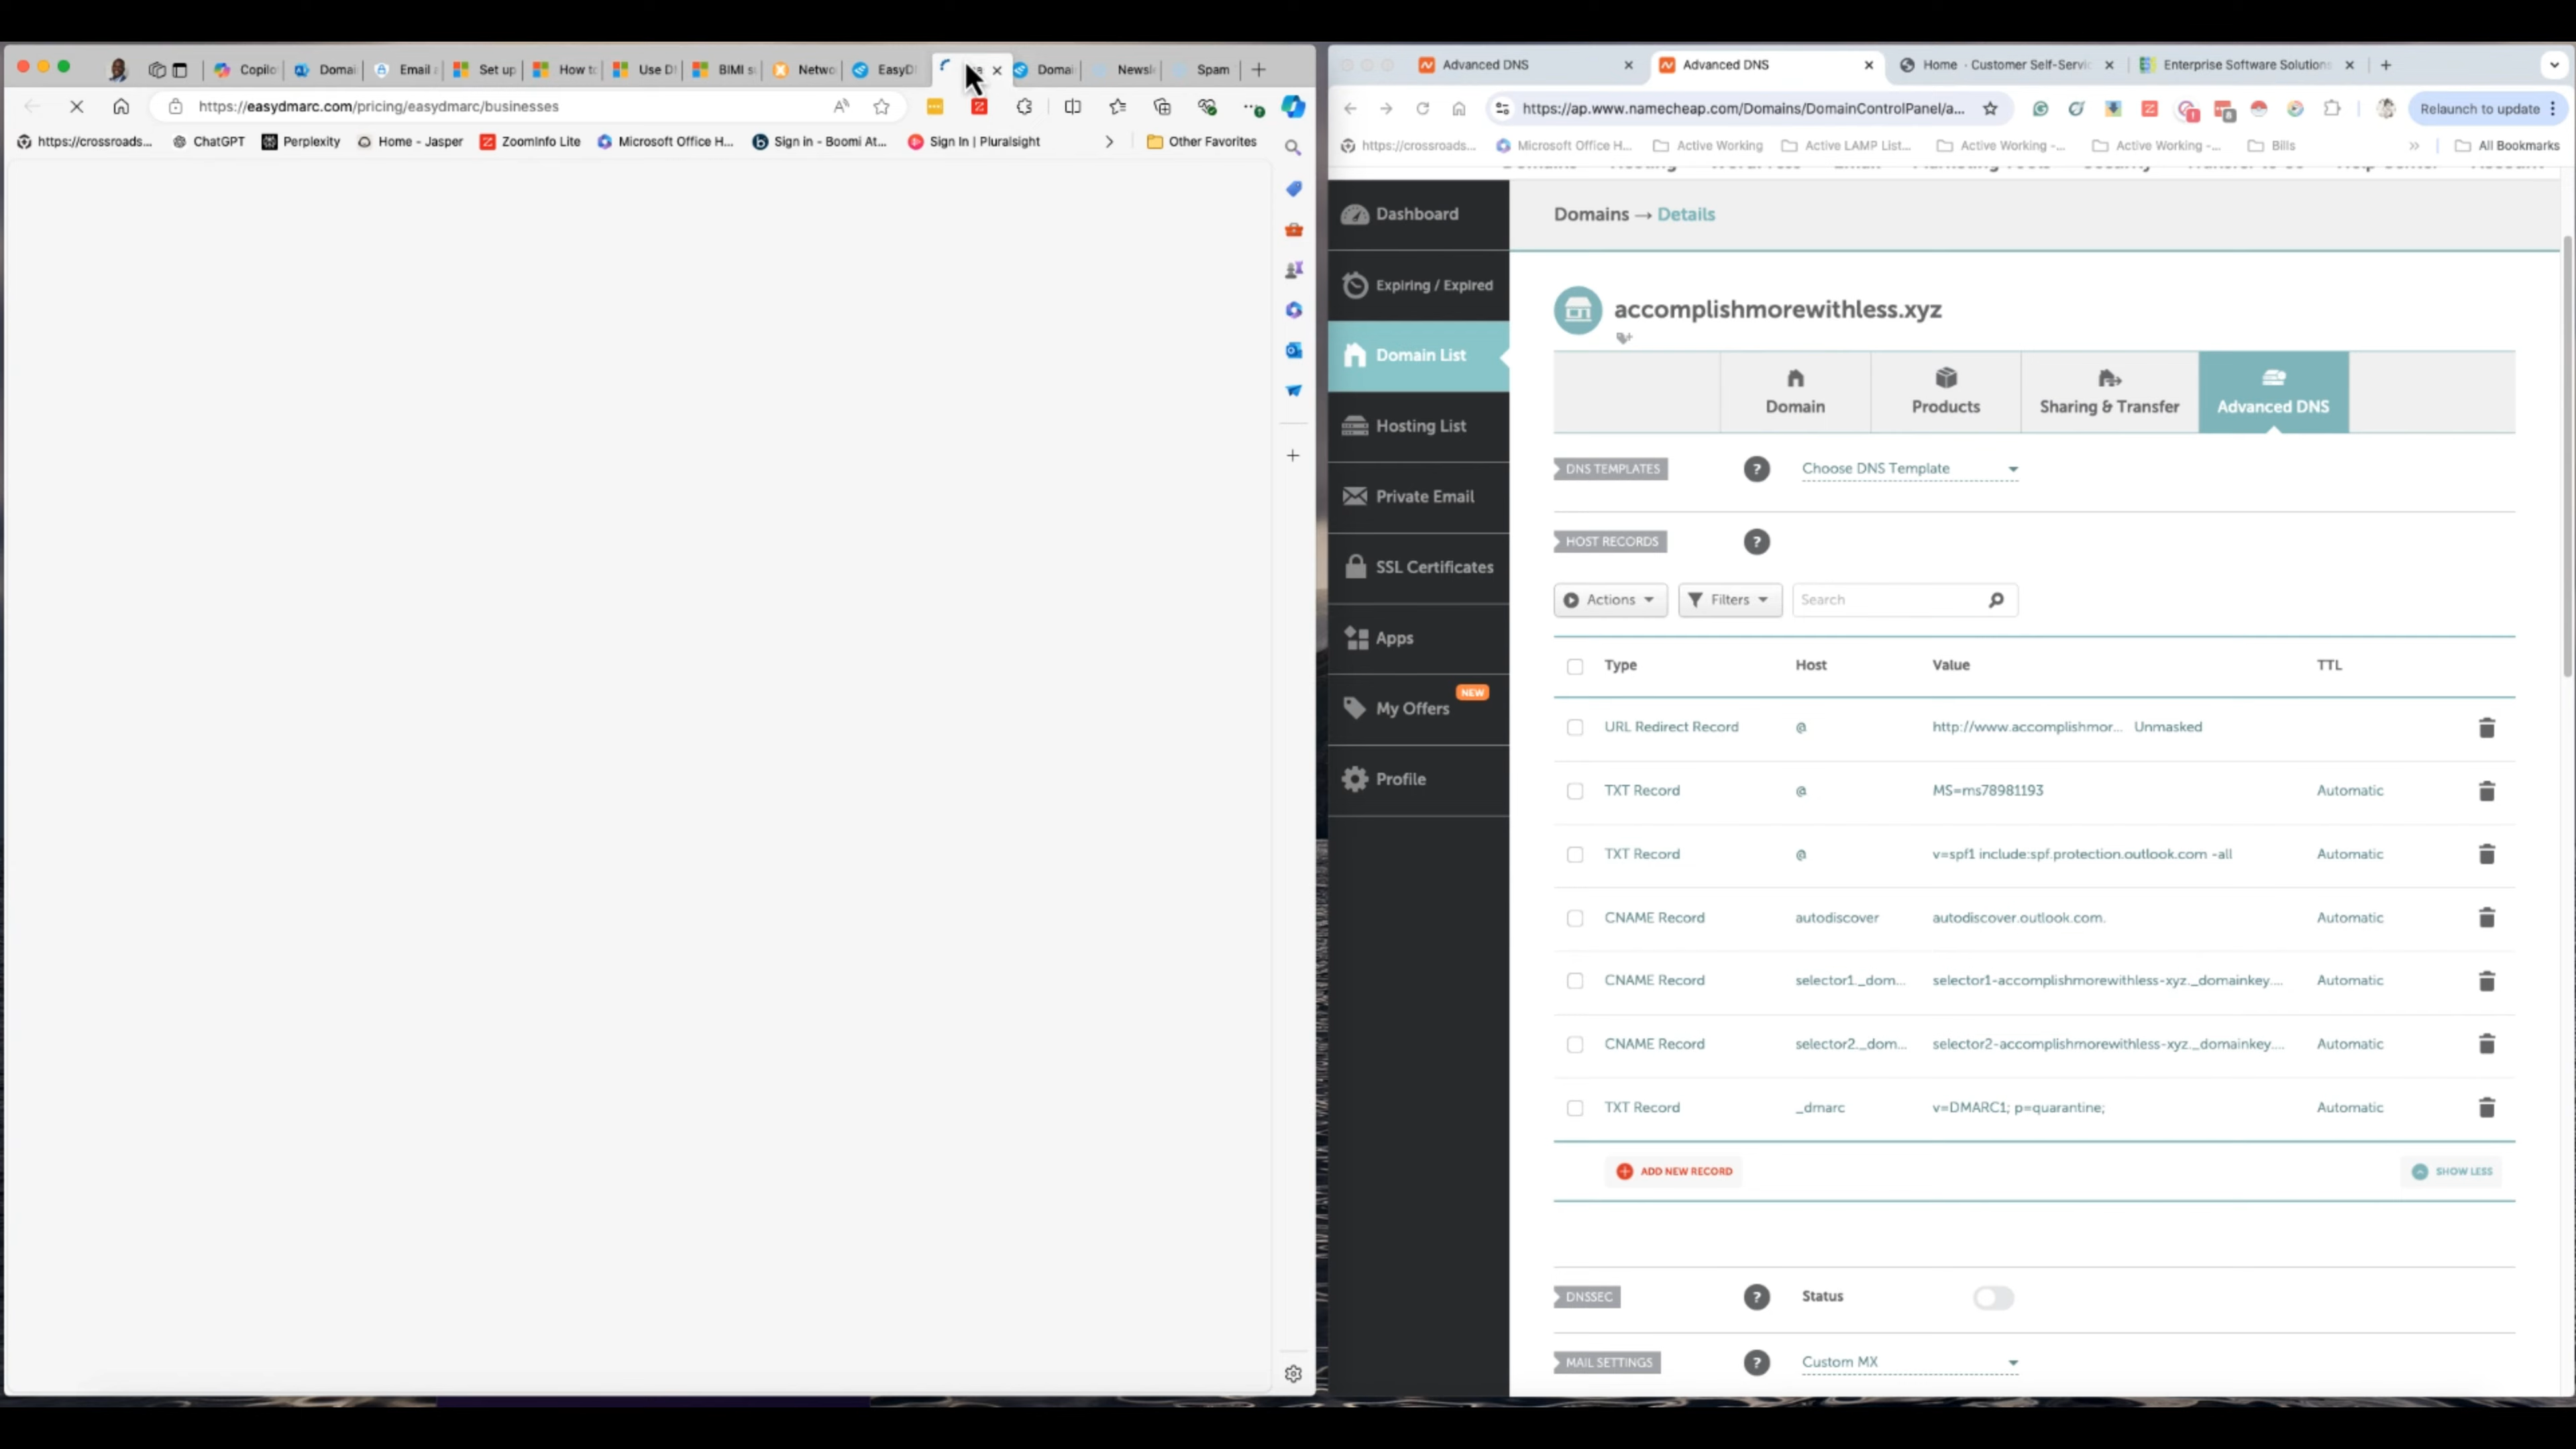 Copilo
Domai
Email a
Set up
How to
Use D
BIMI s
Netwo
EasyD
Domai
Newsl
Spam
https://easydmarc.com/pricing/easydmarc/businesses
https://crossroads...
ChatGPT
Perplexity
Home - Jasper
ZoomInfo Lite
Microsoft Office H...
Sign in - Boomi At...
Sign In | Pluralsight
Other Favorites
Advanced DNS
Advanced DNS
Home · Customer Self-Servic
Enterprise Software Solutions
https://ap.www.namecheap.com/Domains/DomainControlPanel/a...
Relaunch to update
https://crossroads...
Microsoft Office H...
Active Working
Active LAMP List...
Active Working -...
Active Working -...
Bills
All Bookmarks
Dashboard
Expiring / Expired
Domain List
Hosting List
Private Email
SSL Certificates
Apps
My Offers
NEW
Profile
Domains → Details
accomplishmorewithless.xyz
Domain
Products
Sharing & Transfer
Advanced DNS
DNS TEMPLATES
?
Choose DNS Template
HOST RECORDS
?
Actions
Filters
Search
Type Host Value TTL
URL Redirect Record @ http://www.accomplishmor... Unmasked
TXT Record @ MS=ms78981193 Automatic
TXT Record @ v=spf1 include:spf.protection.outlook.com -all Automatic
CNAME Record autodiscover autodiscover.outlook.com. Automatic
CNAME Record selector1._dom... selector1-accomplishmorewithless-xyz._domainkey.... Automatic
CNAME Record selector2._dom... selector2-accomplishmorewithless-xyz._domainkey.... Automatic
TXT Record _dmarc v=DMARC1; p=quarantine; Automatic
ADD NEW RECORD
SHOW LESS
DNSSEC
?
Status
MAIL SETTINGS
?
Custom MX